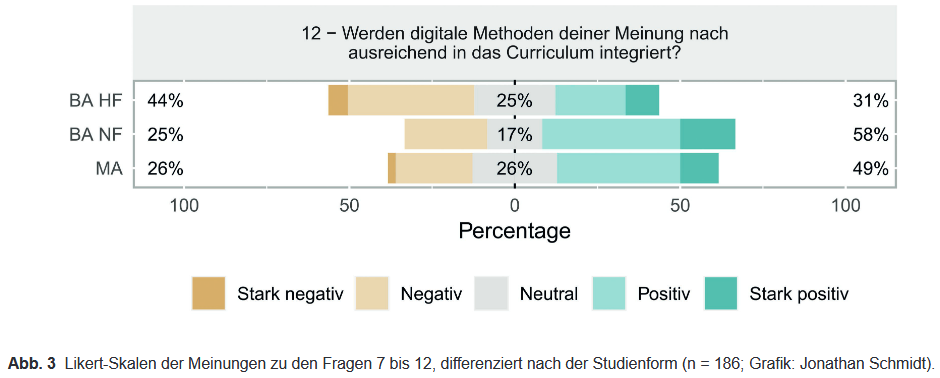 12 − Werden digitale Methoden deiner Meinung nach
ausreichend in das Curriculum integriert?
BA HF 44% 25% 31%
BA NF 25% 17% 58%
MA 26% 26% 49%
100 50 0 50 100
Percentage
Stark negativ Negativ Neutral Positiv Stark positiv
Abb. 3 Likert-Skalen der Meinungen zu den Fragen 7 bis 12, differenziert nach der Studienform (n = 186; Grafik: Jonathan Schmidt).